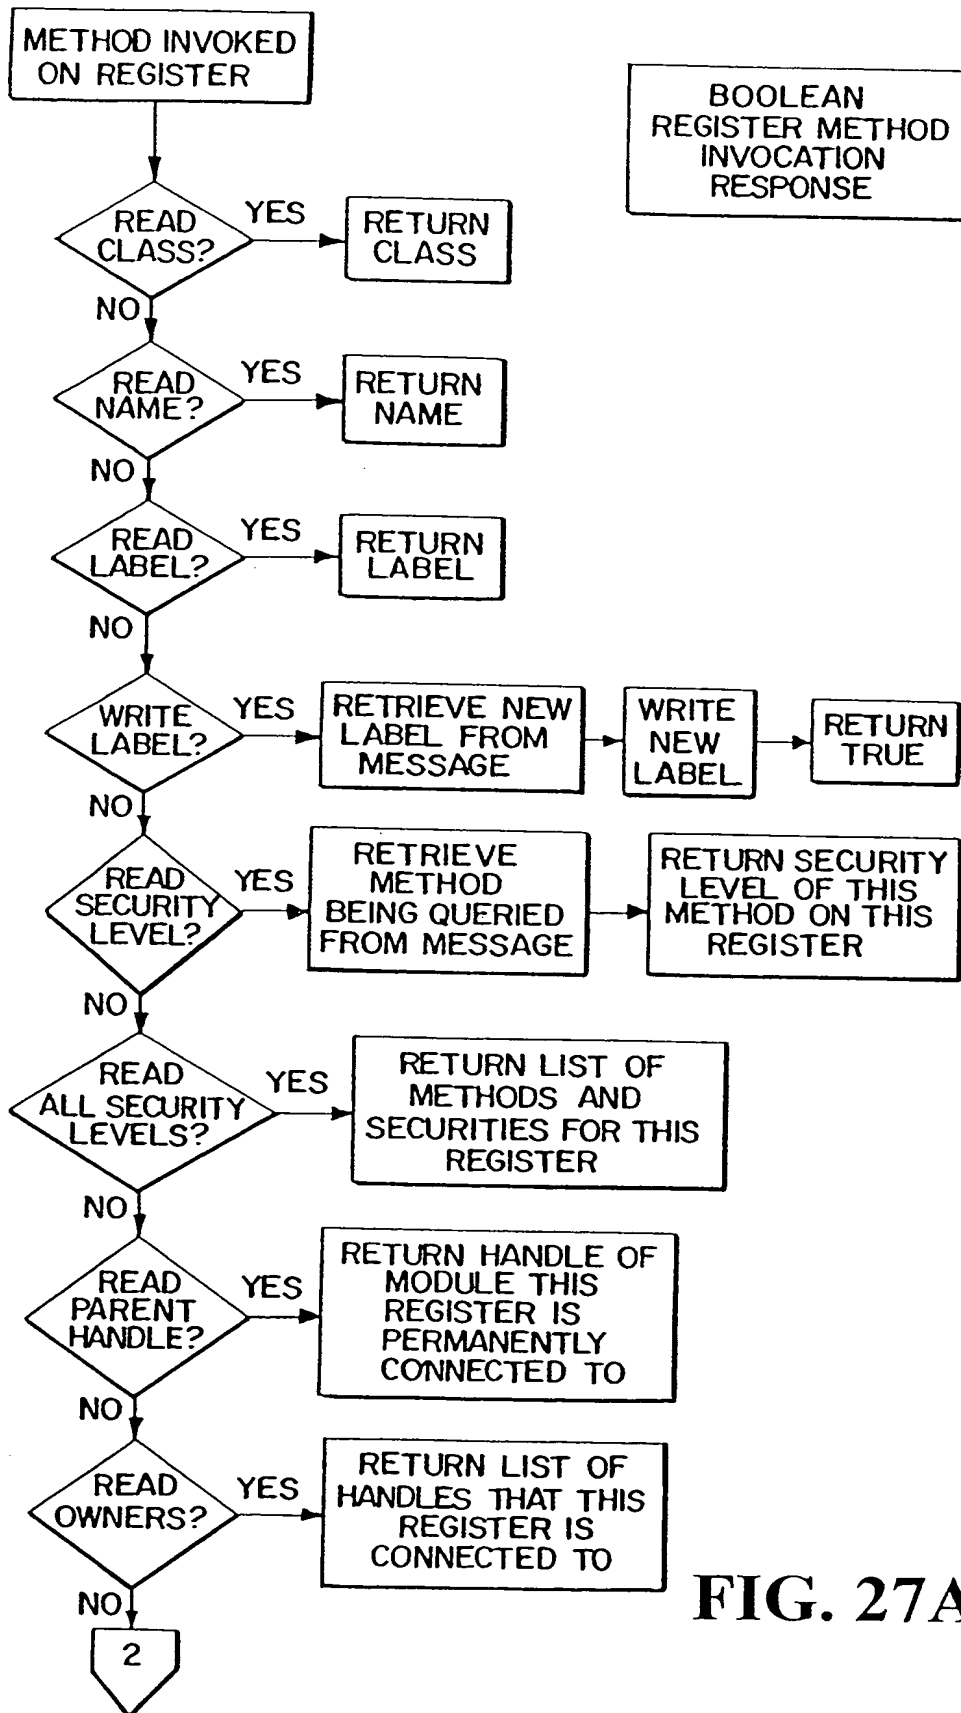 METHOD INVOKED
ON REGISTER
BOOLEAN
REGISTER METHOD
INVOCATION
RESPONSE
READ
CLASS?
YES
RETURN
CLASS
NO
READ
NAME?
YES
RETURN
NAME
NO
READ
LABEL?
YES
RETURN
LABEL
NO
WRITE
LABEL?
YES
RETRIEVE NEW
LABEL FROM
MESSAGE
WRITE
NEW
LABEL
RETURN
TRUE
NO
READ
SECURITY
LEVEL?
YES
RETRIEVE
METHOD
BEING QUERIED
FROM MESSAGE
RETURN SECURITY
LEVEL OF THIS
METHOD ON THIS
REGISTER
NO
READ
ALL SECURITY
LEVELS?
YES
RETURN LIST OF
METHODS AND
SECURITIES FOR THIS
REGISTER
NO
READ
PARENT
HANDLE?
YES
RETURN HANDLE OF
MODULE THIS
REGISTER IS
PERMANENTLY
CONNECTED TO
NO
READ
OWNERS?
YES
RETURN LIST OF
HANDLES THAT THIS
REGISTER IS
CONNECTED TO
NO
2
FIG. 27A